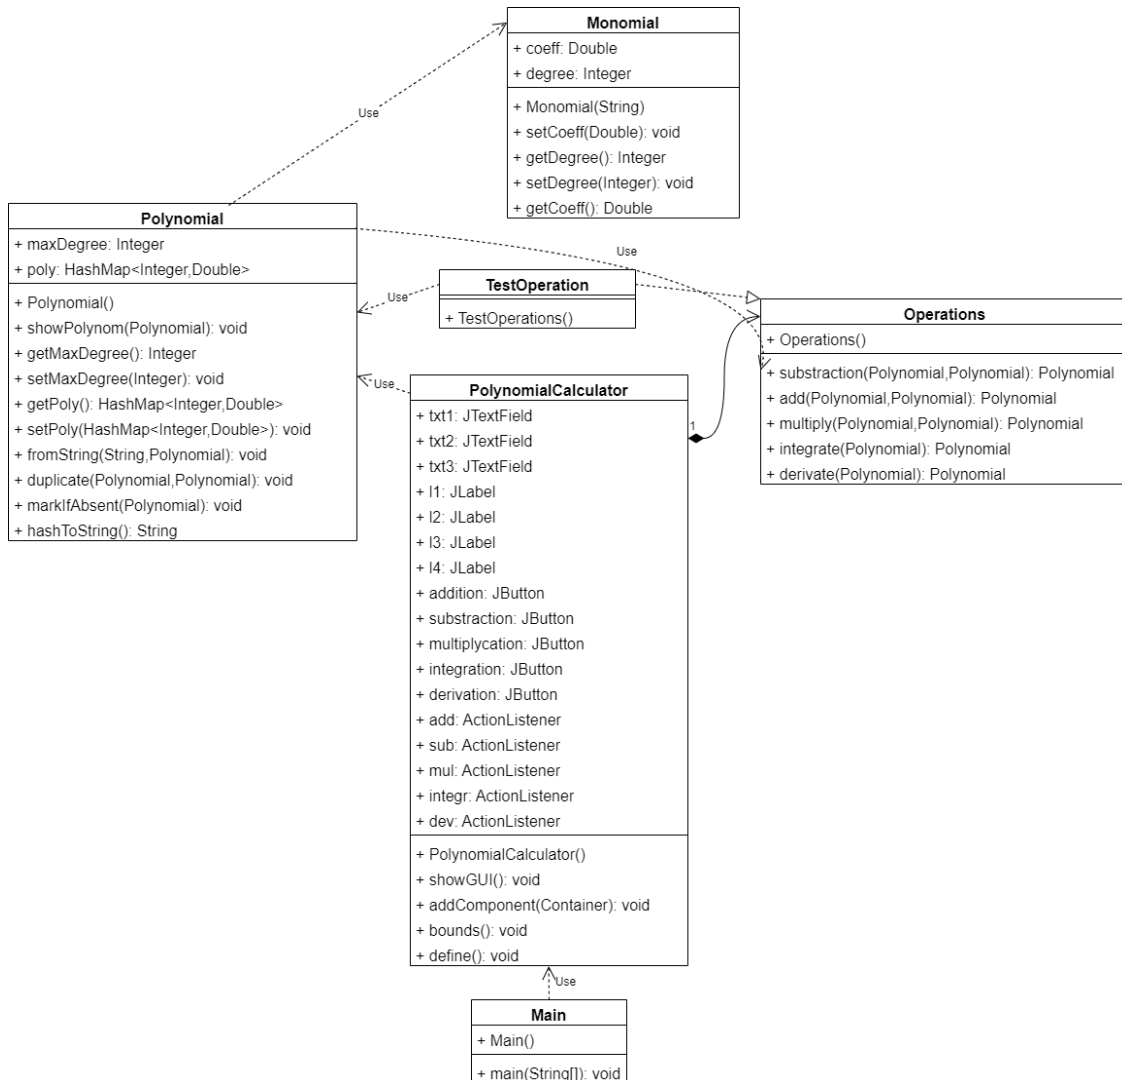 Monomial
+ coeff: Double
+ degree: Integer
+ Monomial(String)
+ setCoeff(Double): void
+ getDegree(): Integer
+ setDegree(Integer): void
+ getCoeff(): Double
Use
Polynomial
+ maxDegree: Integer
+ poly: HashMap<Integer,Double>
+ Polynomial()
+ showPolynom(Polynomial): void
+ getMaxDegree(): Integer
+ setMaxDegree(Integer): void
+ getPoly(): HashMap<Integer,Double>
+ setPoly(HashMap<Integer,Double>): void
+ fromString(String,Polynomial): void
+ duplicate(Polynomial,Polynomial): void
+ markIfAbsent(Polynomial): void
+ hashToString(): String
Use
Use
TestOperation
+ TestOperations()
Operations
+ Operations()
+ substraction(Polynomial,Polynomial): Polynomial
+ add(Polynomial,Polynomial): Polynomial
+ multiply(Polynomial,Polynomial): Polynomial
+ integrate(Polynomial): Polynomial
+ derivate(Polynomial): Polynomial
Use
1
PolynomialCalculator
+ txt1: JTextField
+ txt2: JTextField
+ txt3: JTextField
+ l1: JLabel
+ l2: JLabel
+ l3: JLabel
+ l4: JLabel
+ addition: JButton
+ substraction: JButton
+ multiplycation: JButton
+ integration: JButton
+ derivation: JButton
+ add: ActionListener
+ sub: ActionListener
+ mul: ActionListener
+ integr: ActionListener
+ dev: ActionListener
+ PolynomialCalculator()
+ showGUI(): void
+ addComponent(Container): void
+ bounds(): void
+ define(): void
Use
Main
+ Main()
+ main(String[]): void